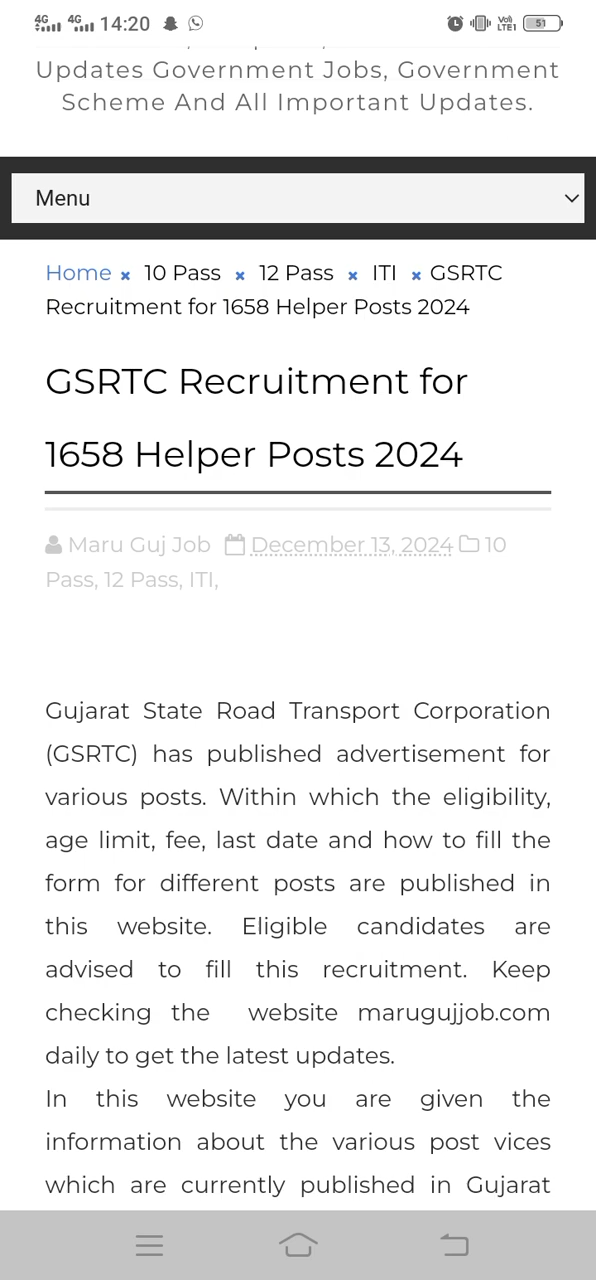 4G 4G 14:20 Vo) LTE1 51
Updates Government Jobs, Government
Scheme And All Important Updates.
Menu
Home × 10 Pass × 12 Pass × ITI × GSRTC
Recruitment for 1658 Helper Posts 2024
GSRTC Recruitment for
1658 Helper Posts 2024
Maru Guj Job December 13, 2024 10
Pass, 12 Pass, ITI,
Gujarat State Road Transport Corporation
(GSRTC) has published advertisement for
various posts. Within which the eligibility,
age limit, fee, last date and how to fill the
form for different posts are published in
this website. Eligible candidates are
advised to fill this recruitment. Keep
checking the website marugujjob.com
daily to get the latest updates.
In this website you are given the
information about the various post vices
which are currently published in Gujarat